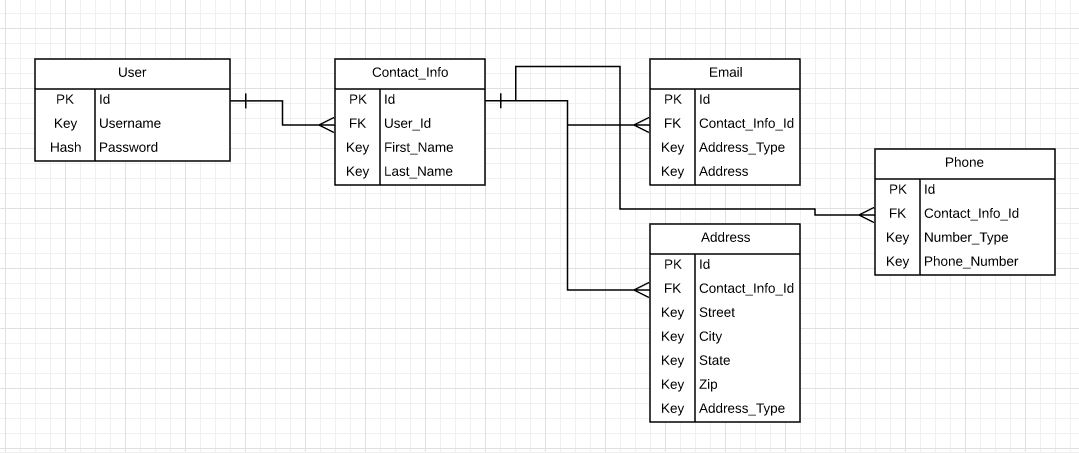 User
PK Id
Key Username
Hash Password
Contact_Info
PK Id
FK User_Id
Key First_Name
Key Last_Name
Email
PK Id
FK Contact_Info_Id
Key Address_Type
Key Address
Phone
PK Id
FK Contact_Info_Id
Key Number_Type
Key Phone_Number
Address
PK Id
FK Contact_Info_Id
Key Street
Key City
Key State
Key Zip
Key Address_Type